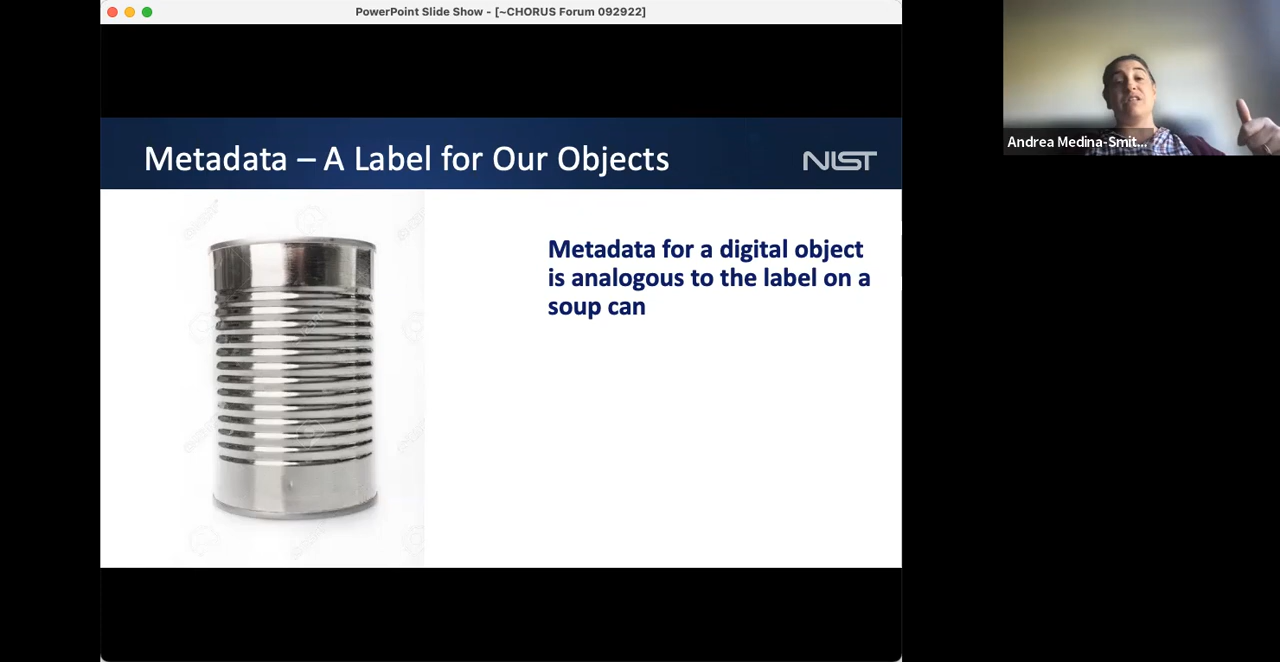 PowerPoint Slide Show - [~CHORUS Forum 092922]
Metadata – A Label for Our Objects
NIST
Metadata for a digital object
is analogous to the label on a
soup can
Andrea Medina-Smit...